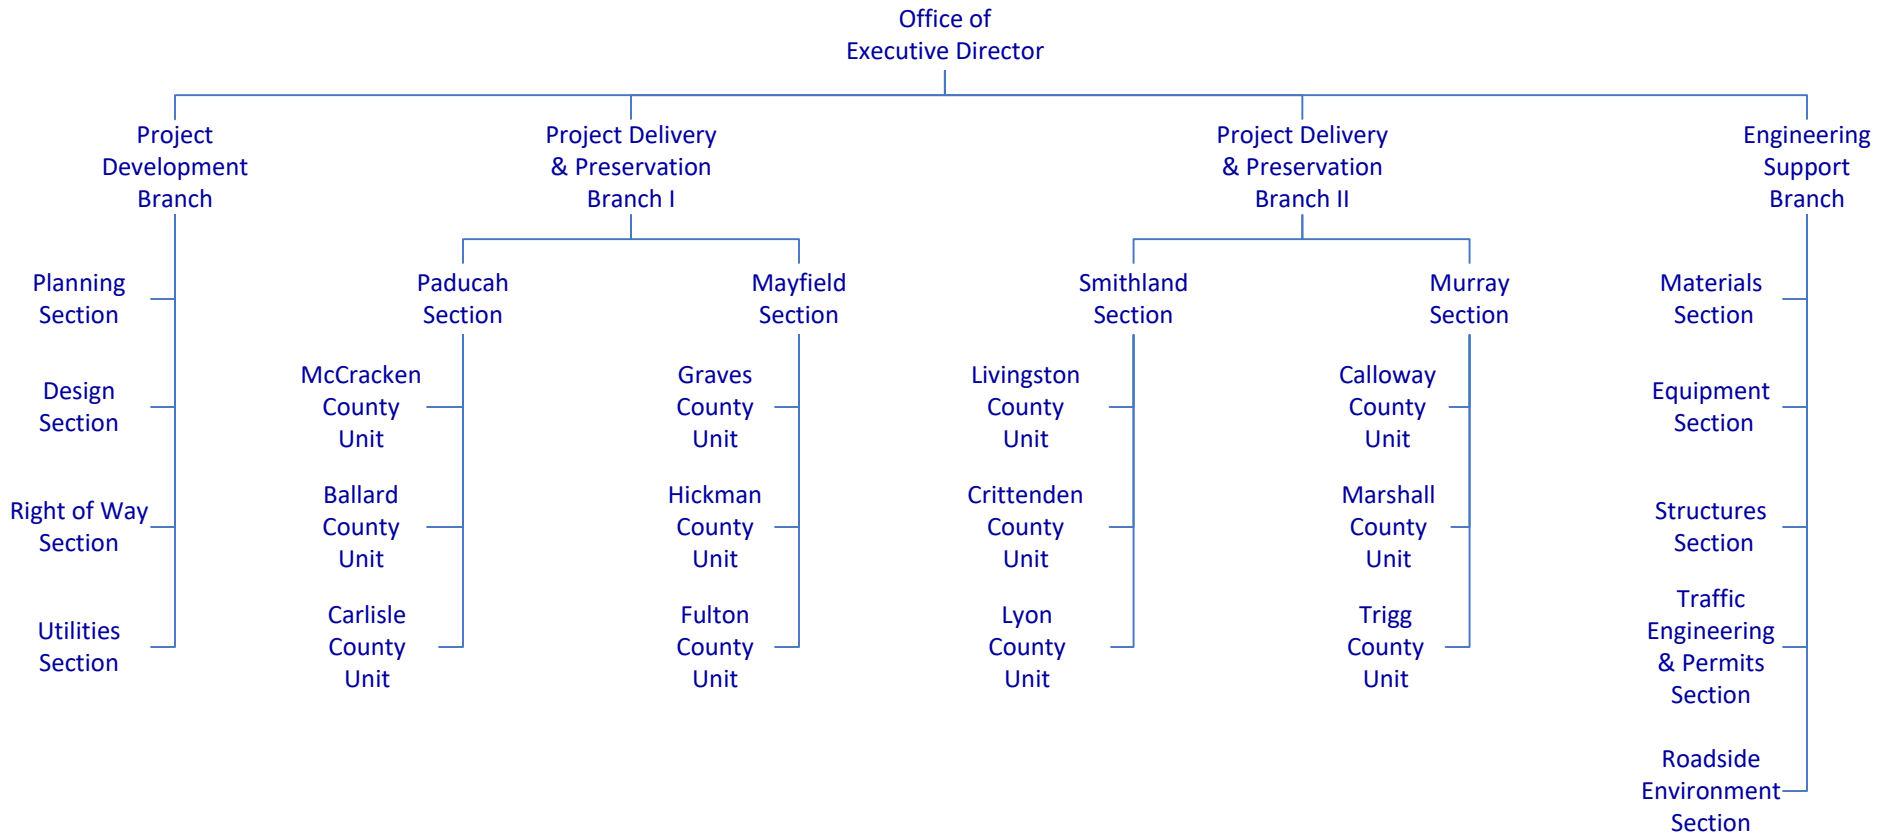 Office of
Executive Director
Project
Development
Branch
Project Delivery
& Preservation
Branch I
Project Delivery
& Preservation
Branch II
Engineering
Support
Branch
Planning
Section
Design
Section
Right of Way
Section
Utilities
Section
Paducah
Section
McCracken
County
Unit
Ballard
County
Unit
Carlisle
County
Unit
Mayfield
Section
Graves
County
Unit
Hickman
County
Unit
Fulton
County
Unit
Smithland
Section
Livingston
County
Unit
Crittenden
County
Unit
Lyon
County
Unit
Murray
Section
Calloway
County
Unit
Marshall
County
Unit
Trigg
County
Unit
Materials
Section
Equipment
Section
Structures
Section
Traffic
Engineering
& Permits
Section
Roadside
Environment
Section